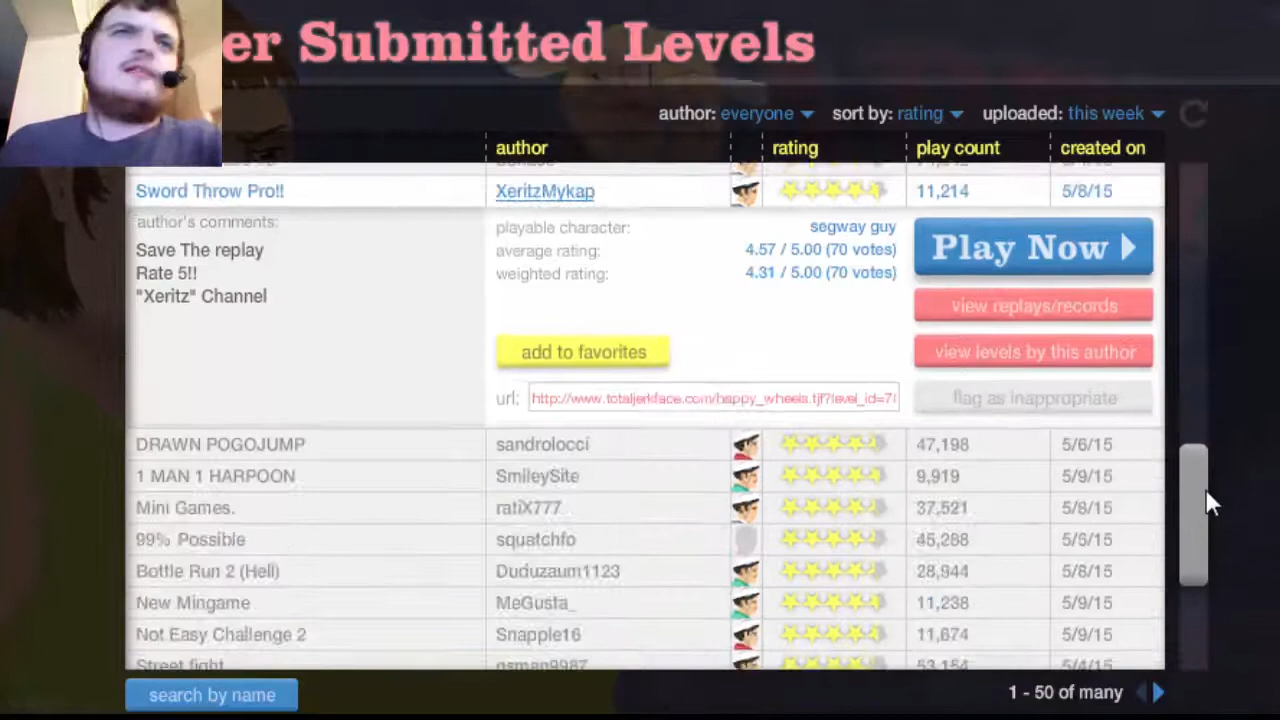 er Submitted Levels
author: everyone sort by: rating uploaded: this week
author rating play count created on
Sword Throw Pro!! XeritzMykap 11,214 5/8/15
author's comments:
Save The replay
Rate 5!!
"Xeritz" Channel
playable character: segway guy
average rating: 4.57 / 5.00 (70 votes)
weighted rating: 4.31 / 5.00 (70 votes)
add to favorites
url: http://www.totaljerkface.com/happy_wheels.tjf?level_id=7
Play Now
view replays/records
view levels by this author
flag as inappropriate
DRAWN POGOJUMP sandrolocci 47,198 5/6/15
1 MAN 1 HARPOON SmileySite 9,919 5/9/15
Mini Games. ratiX777 37,521 5/8/15
99% Possible squatchfo 45,288
Bottle Run 2 (Hell) Duduzaum1123 28,944 5/8/15
New Mingame MeGusta_ 11,238 5/9/15
Not Easy Challenge 2 Snapple16 11,674 5/9/15
Street fight 53,154 5/4/15
search by name
1 - 50 of many